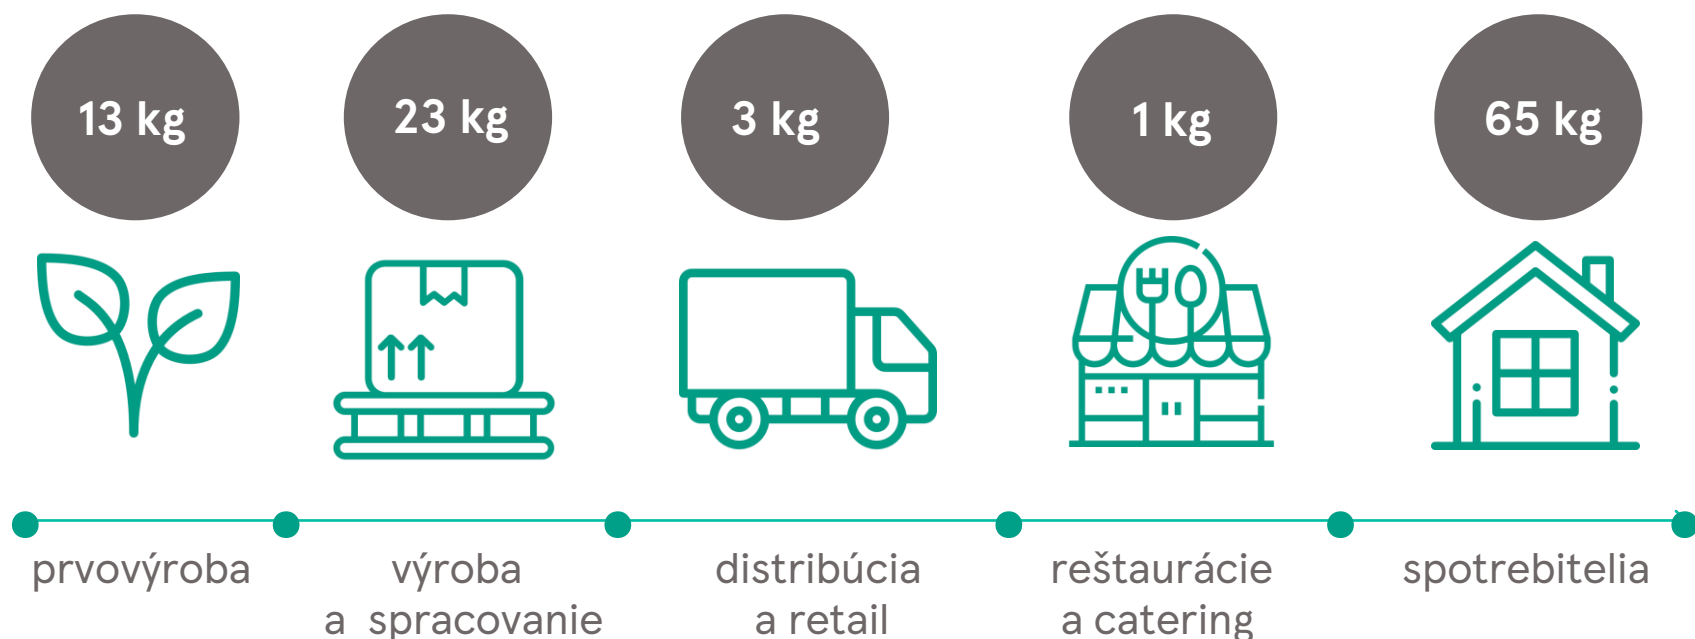 13 kg
23 kg
3 kg
1 kg
65 kg
prvovýroba
výroba
a spracovanie
distribúcia
a retail
reštaurácie
a catering
spotrebitelia